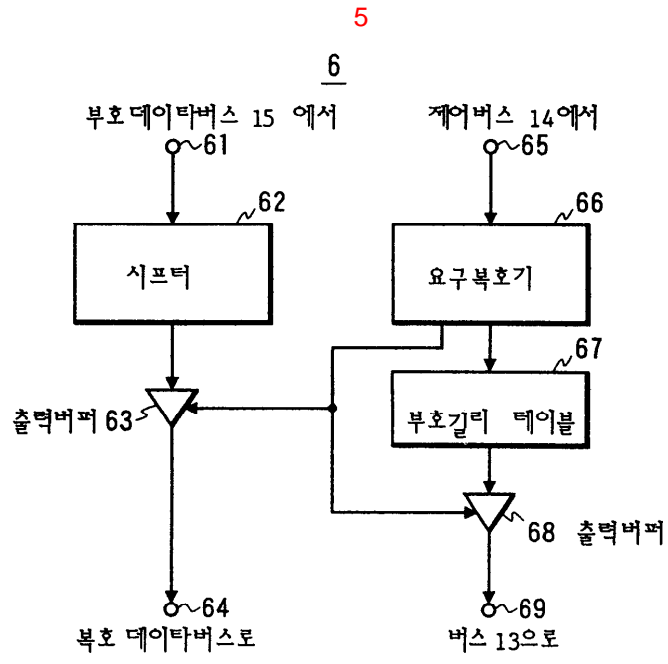 5
6
부호데이타버스 15 에서
제어버스 14에서
61
65
62
66
시프터
요구복호기
67
부호길리 테이블
출력버퍼 63
68 출력버퍼
64
69
복호 데이타버스로
버스 13으로